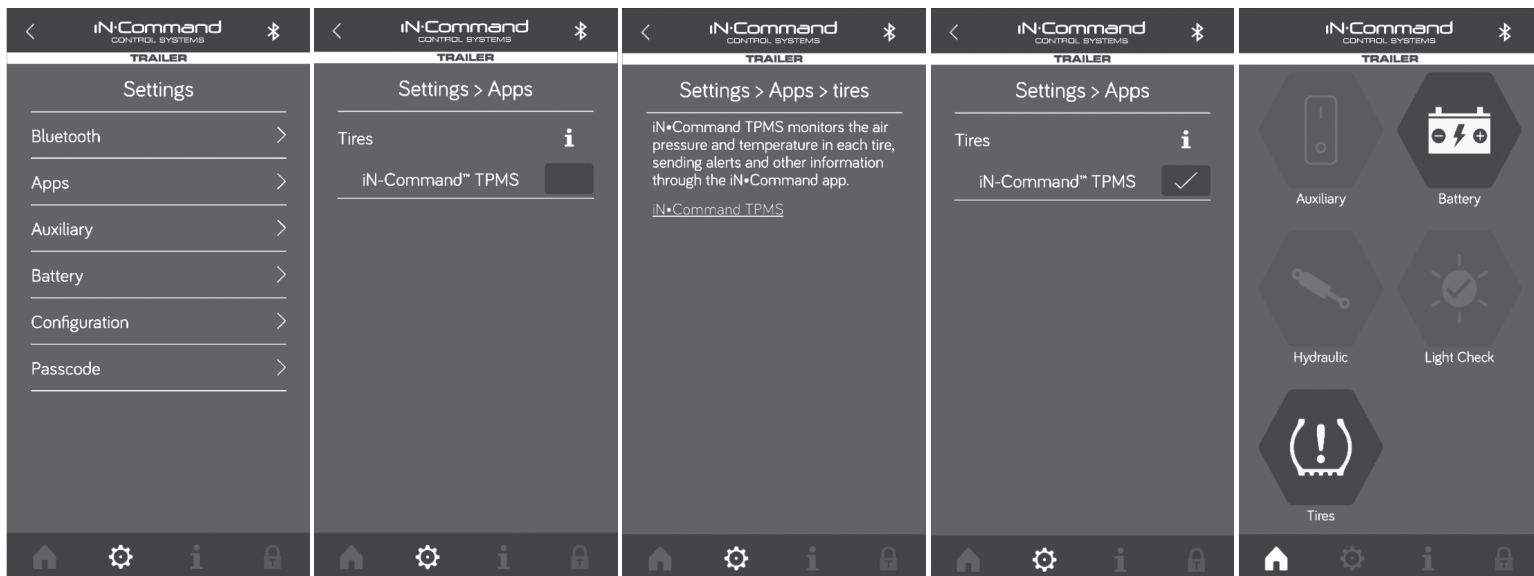 iN·Command
CONTROL SYSTEMS
TRAILER
Settings
Bluetooth
Apps
Auxiliary
Battery
Configuration
Passcode
iN·Command
CONTROL SYSTEMS
TRAILER
Settings > Apps
Tires
iN-Command™ TPMS
iN·Command
CONTROL SYSTEMS
TRAILER
Settings > Apps > tires
iN•Command TPMS monitors the air
pressure and temperature in each tire,
sending alerts and other information
through the iN•Command app.
iN•Command TPMS
iN·Command
CONTROL SYSTEMS
TRAILER
Settings > Apps
Tires
iN-Command™ TPMS
iN·Command
CONTROL SYSTEMS
TRAILER
Auxiliary
Battery
Hydraulic
Light Check
Tires